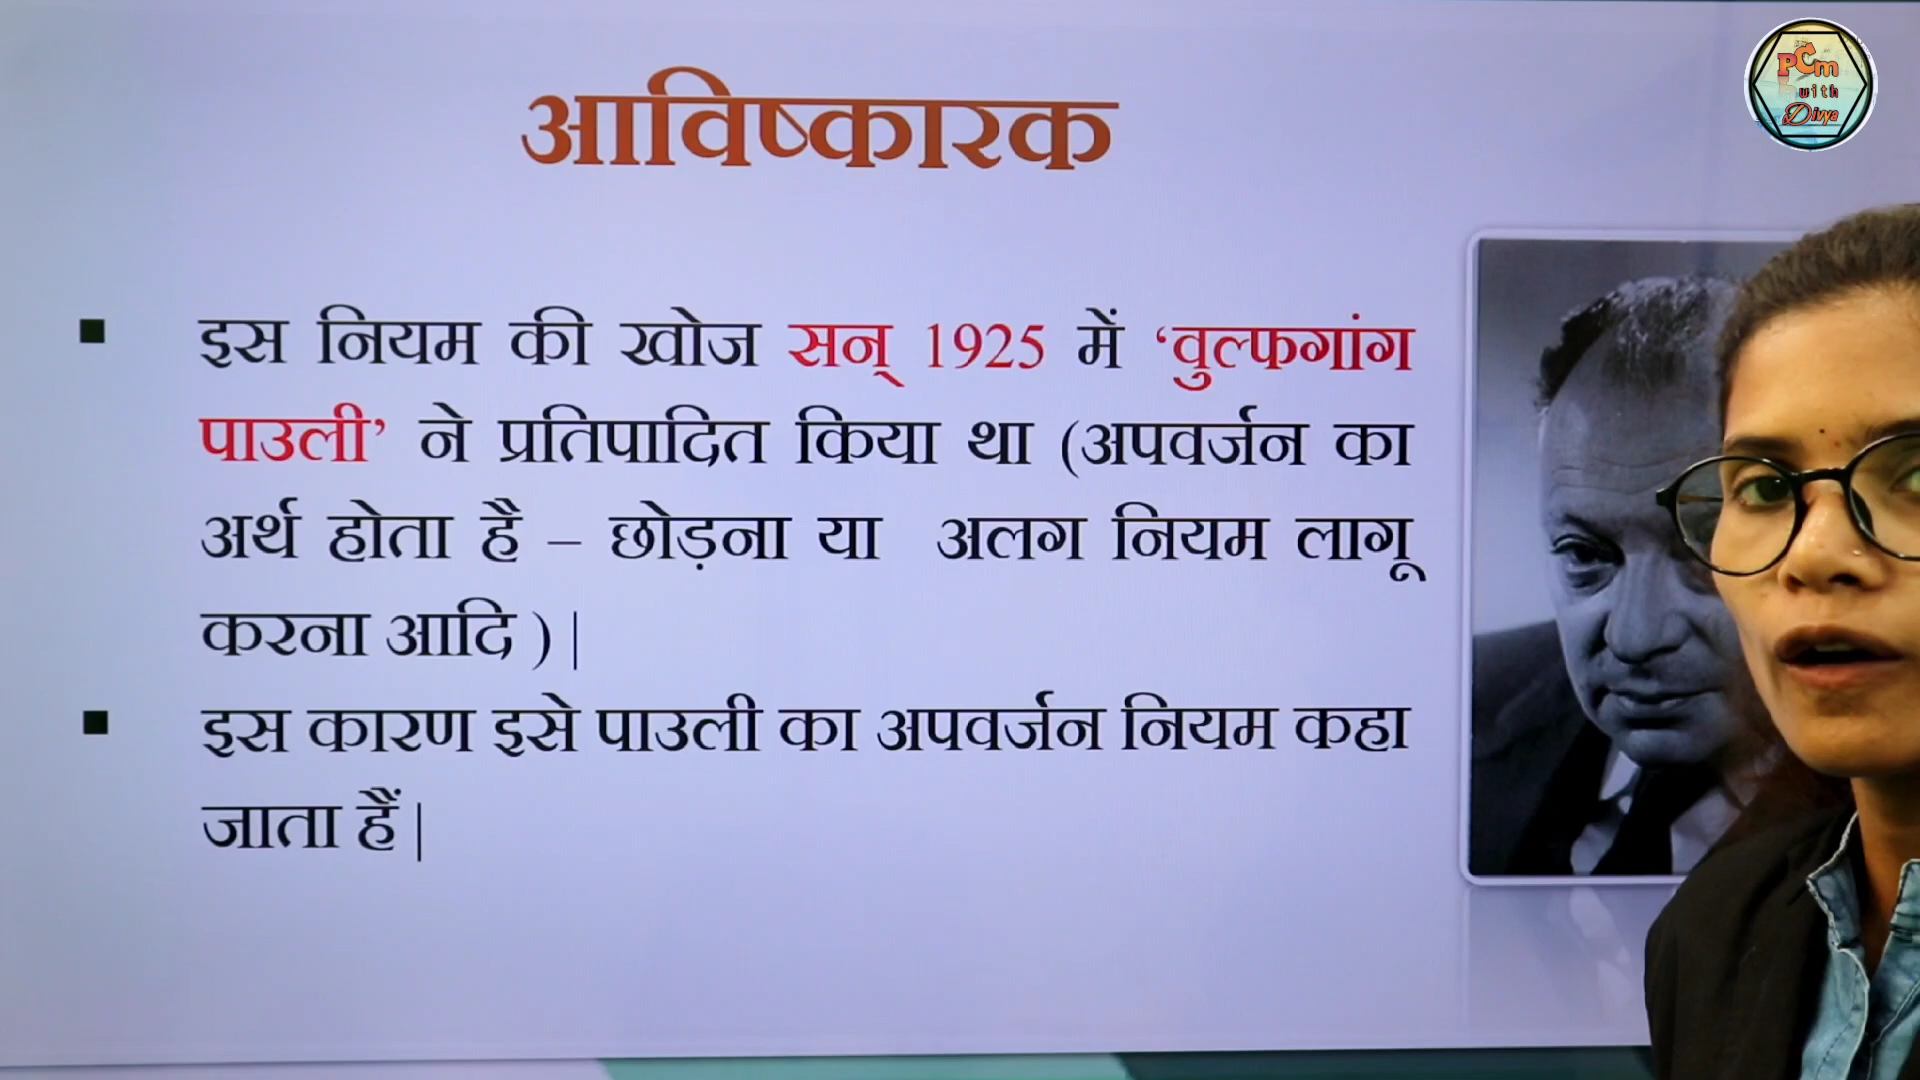 PCm
with
Divya
आविष्कारक
▪ इस नियम की खोज सन् 1925 में ‘वुल्फगांग
पाउली’ ने प्रतिपादित किया था (अपवर्जन का
अर्थ होता है – छोड़ना या अलग नियम लागू
करना आदि ) |
▪ इस कारण इसे पाउली का अपवर्जन नियम कहा
जाता हैं |